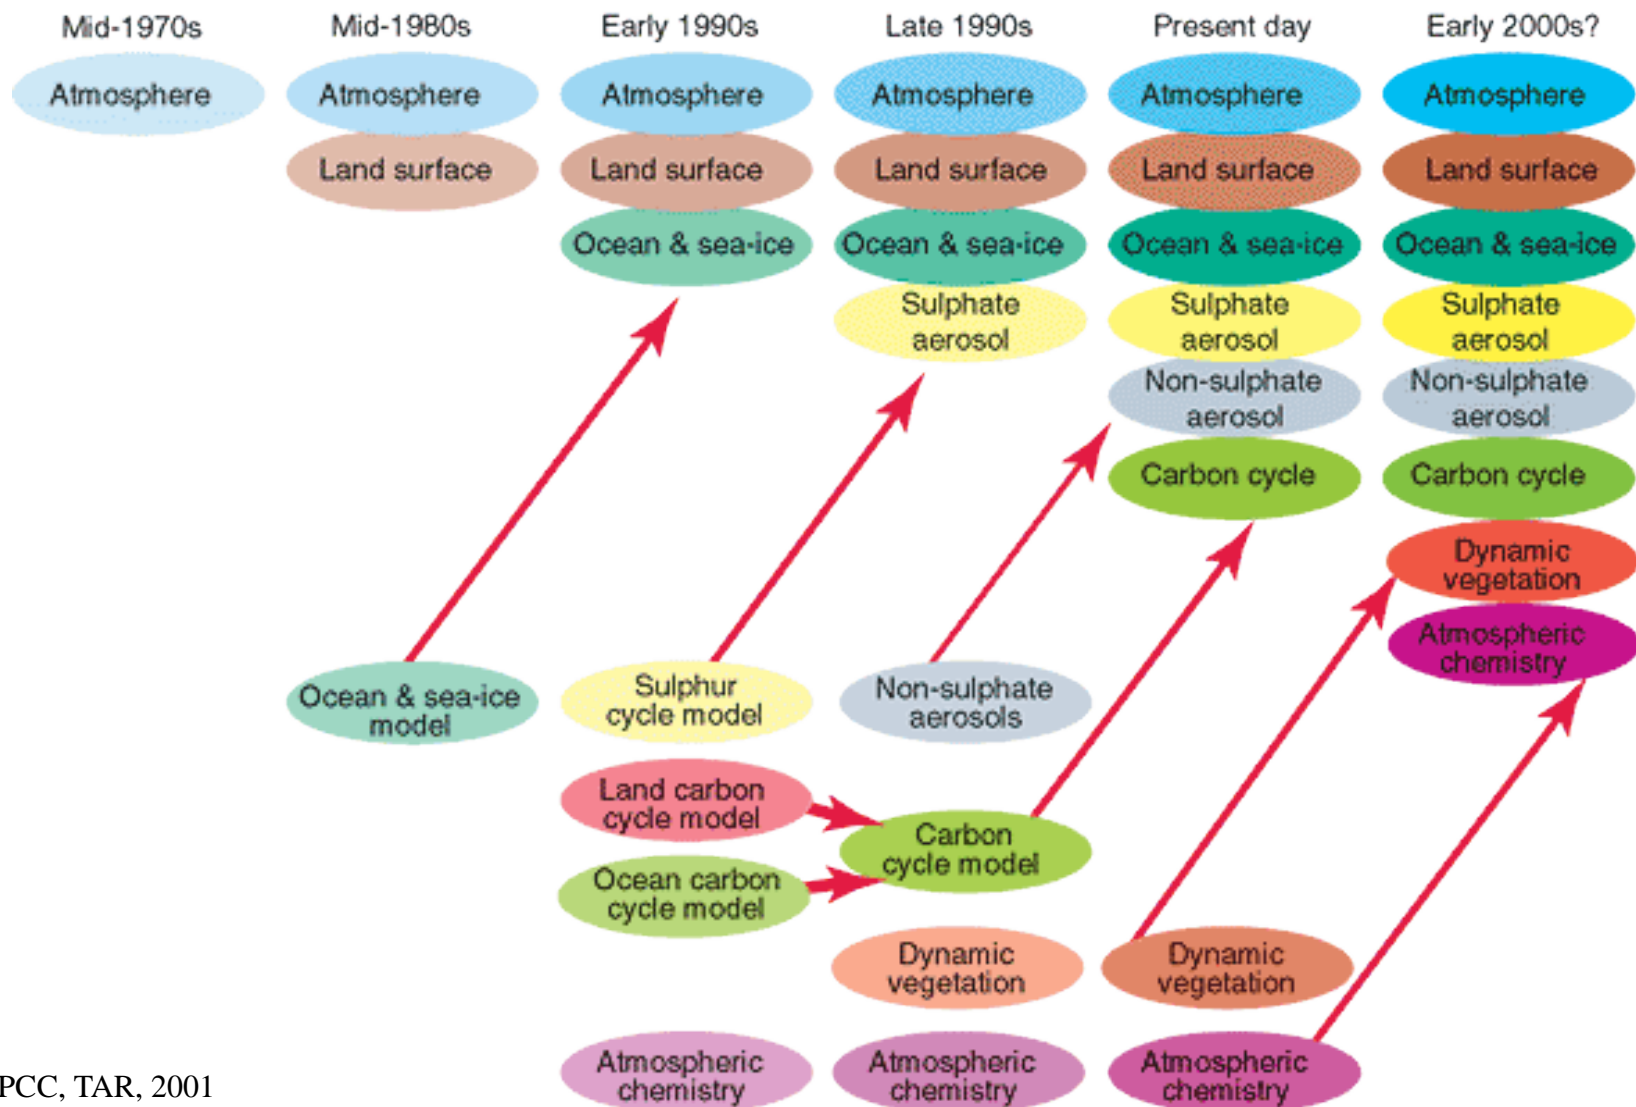 Mid-1970s
Mid-1980s
Early 1990s
Late 1990s
Present day
Early 2000s?
Atmosphere
Atmosphere
Atmosphere
Atmosphere
Atmosphere
Atmosphere
Land surface
Land surface
Land surface
Land surface
Land surface
Ocean & sea-ice
Ocean & sea-ice
Ocean & sea-ice
Ocean & sea-ice
Sulphate
aerosol
Sulphate
aerosol
Sulphate
aerosol
Non-sulphate
aerosol
Non-sulphate
aerosol
Carbon cycle
Carbon cycle
Dynamic
vegetation
Atmospheric
chemistry
Ocean & sea-ice
model
Sulphur
cycle model
Non-sulphate
aerosols
Land carbon
cycle model
Carbon
cycle model
Ocean carbon
cycle model
Dynamic
vegetation
Dynamic
vegetation
Atmospheric
chemistry
Atmospheric
chemistry
Atmospheric
chemistry
PCC, TAR, 2001